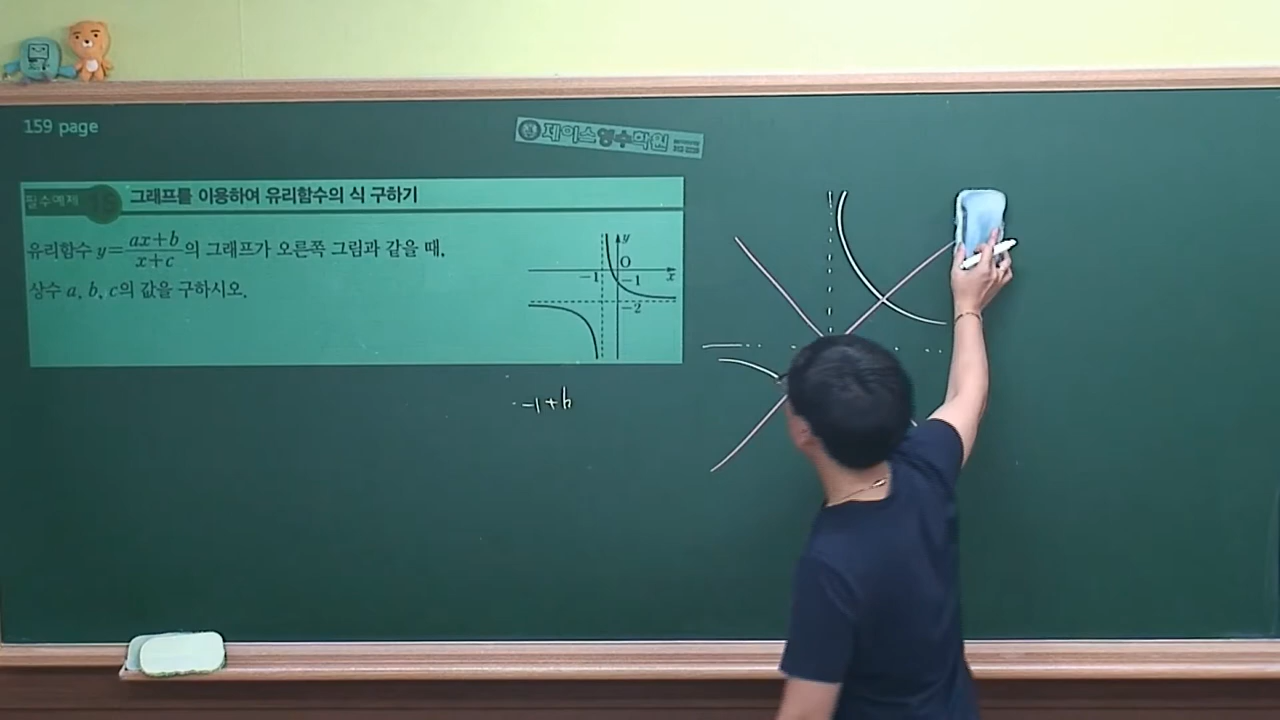 159 page
제이스영수학원
필수예제 15 그래프를 이용하여 유리함수의 식 구하기
유리함수 y=\frac{ax+b}{x+c}의 그래프가 오른쪽 그림과 같을 때,
상수 a, b, c의 값을 구하시오.
y
O
-1
-1
x
-2
-1+b